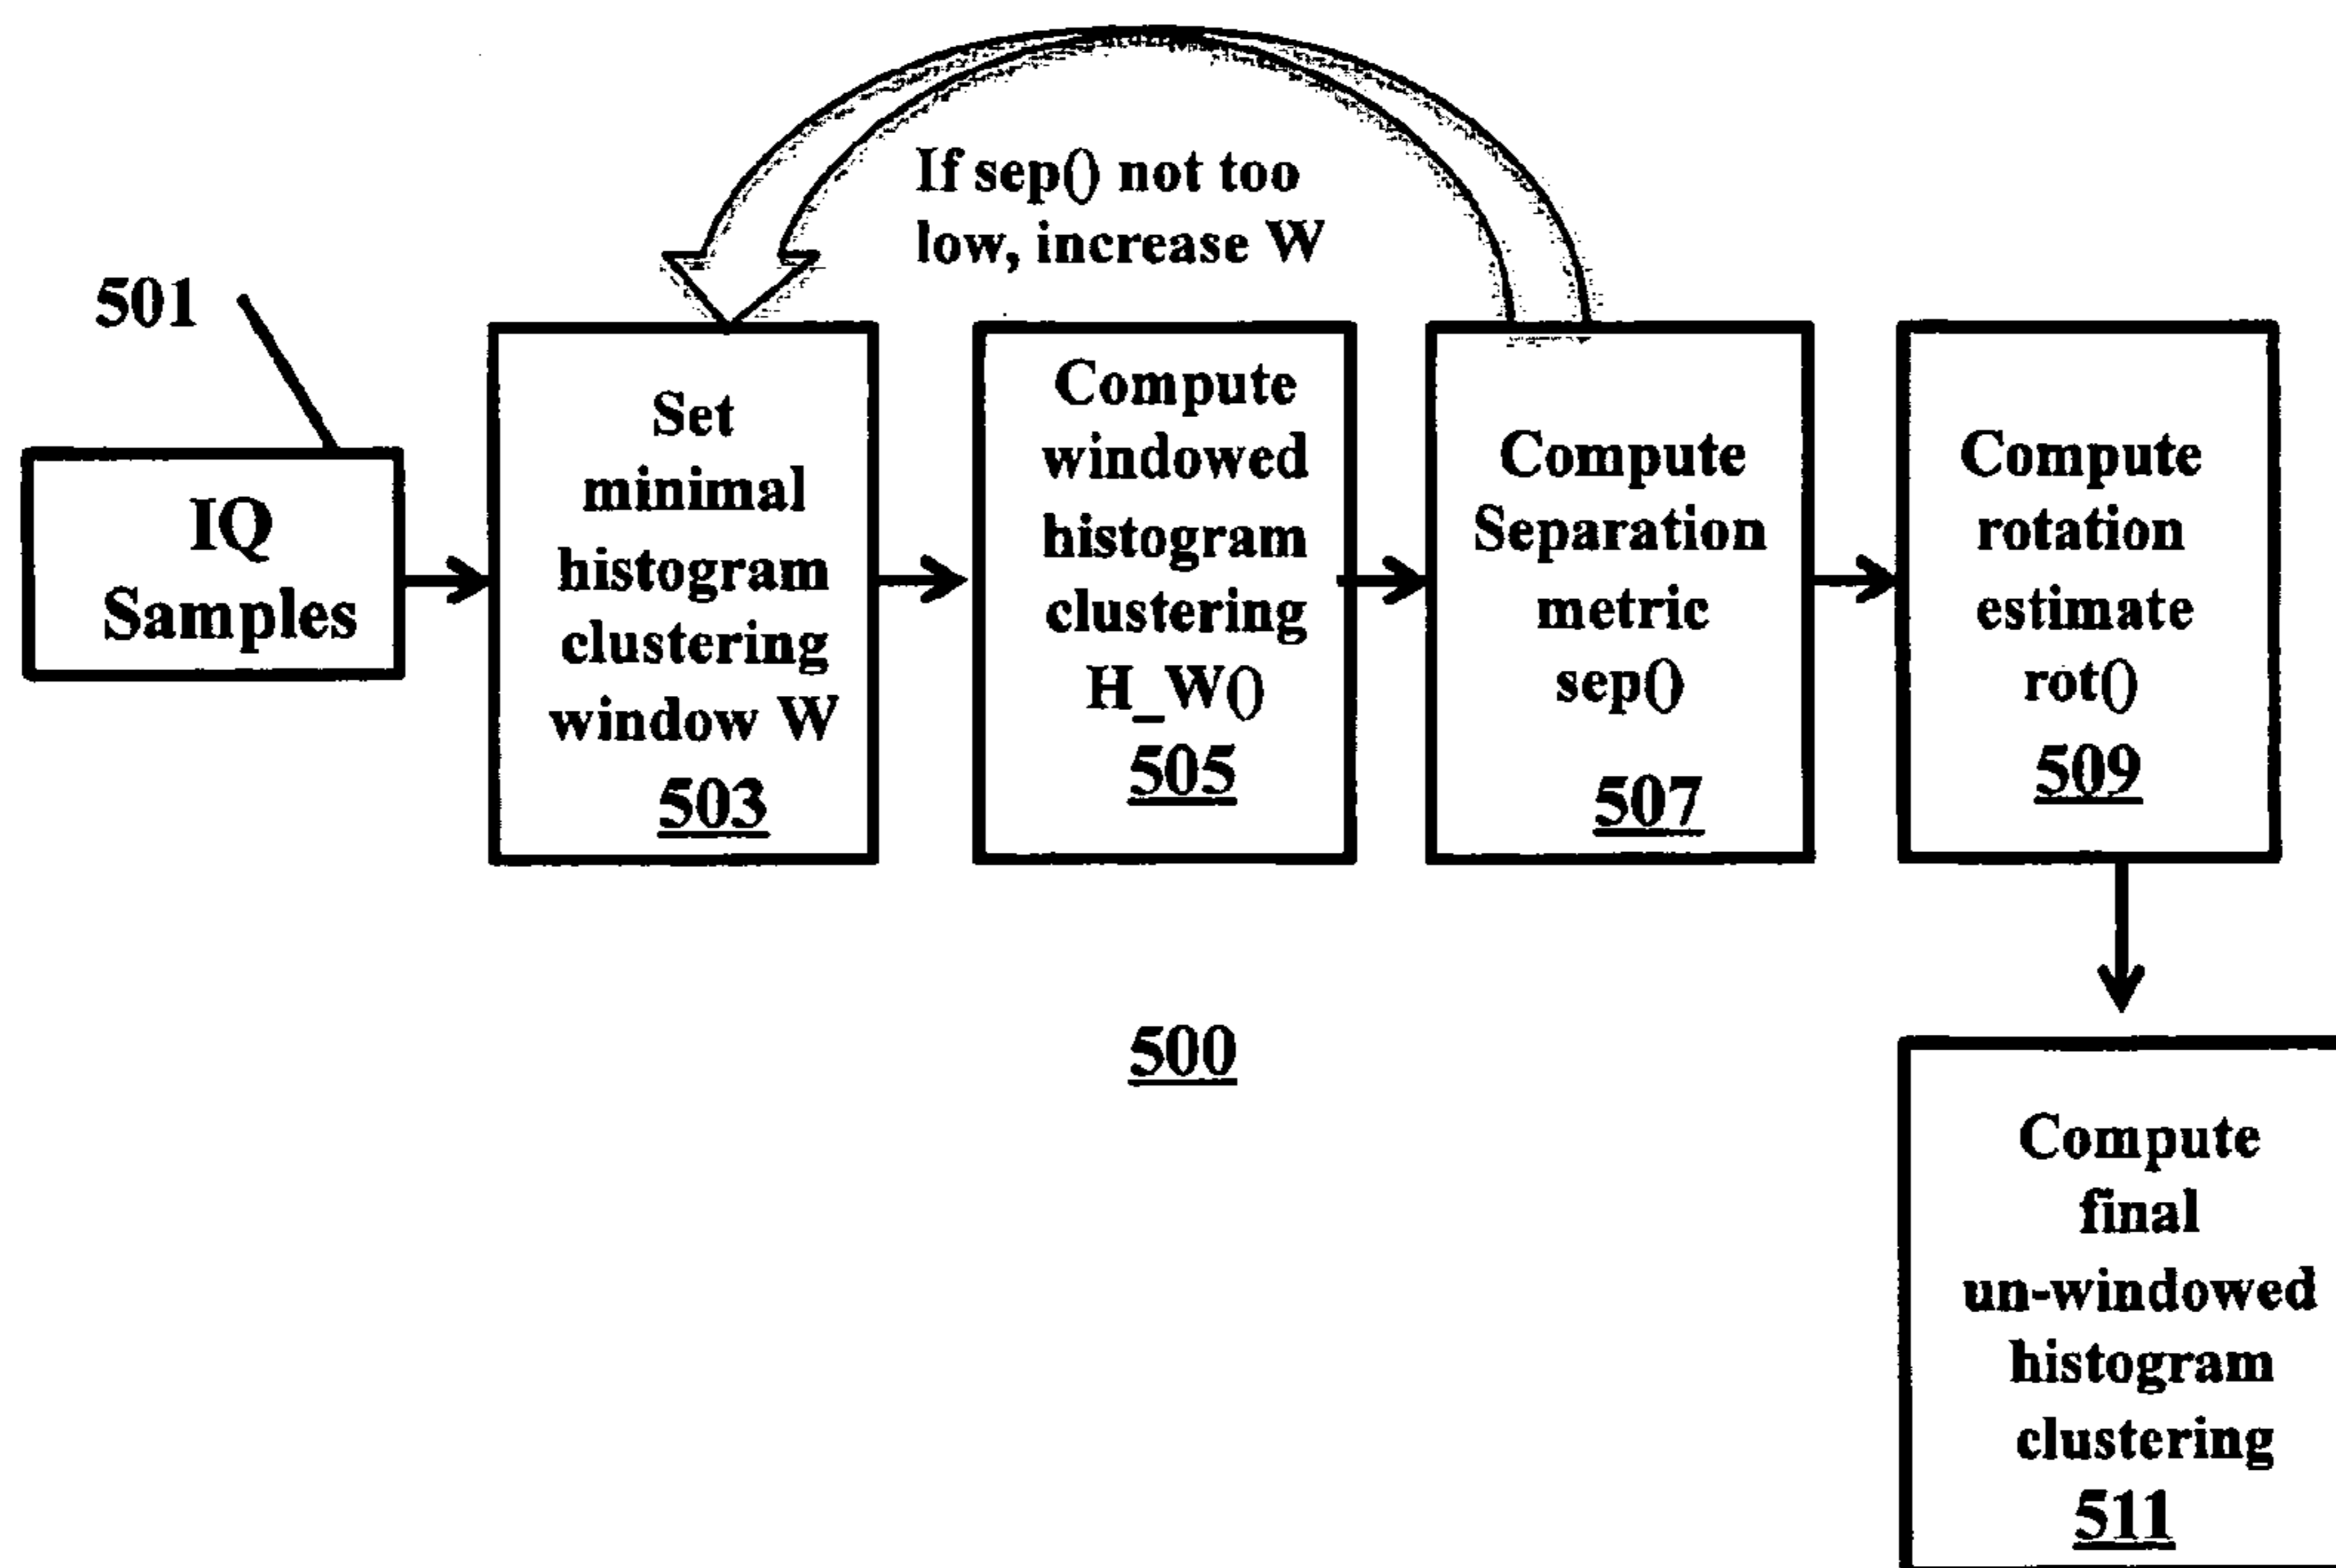 If sep() not too
low, increase W
501
IQ
Samples
Set
minimal
histogram
clustering
window W
503
Compute
windowed
histogram
clustering
H_W()
505
Compute
Separation
metric
sep()
507
Compute
rotation
estimate
rot()
509
500
Compute
final
un-windowed
histogram
clustering
511